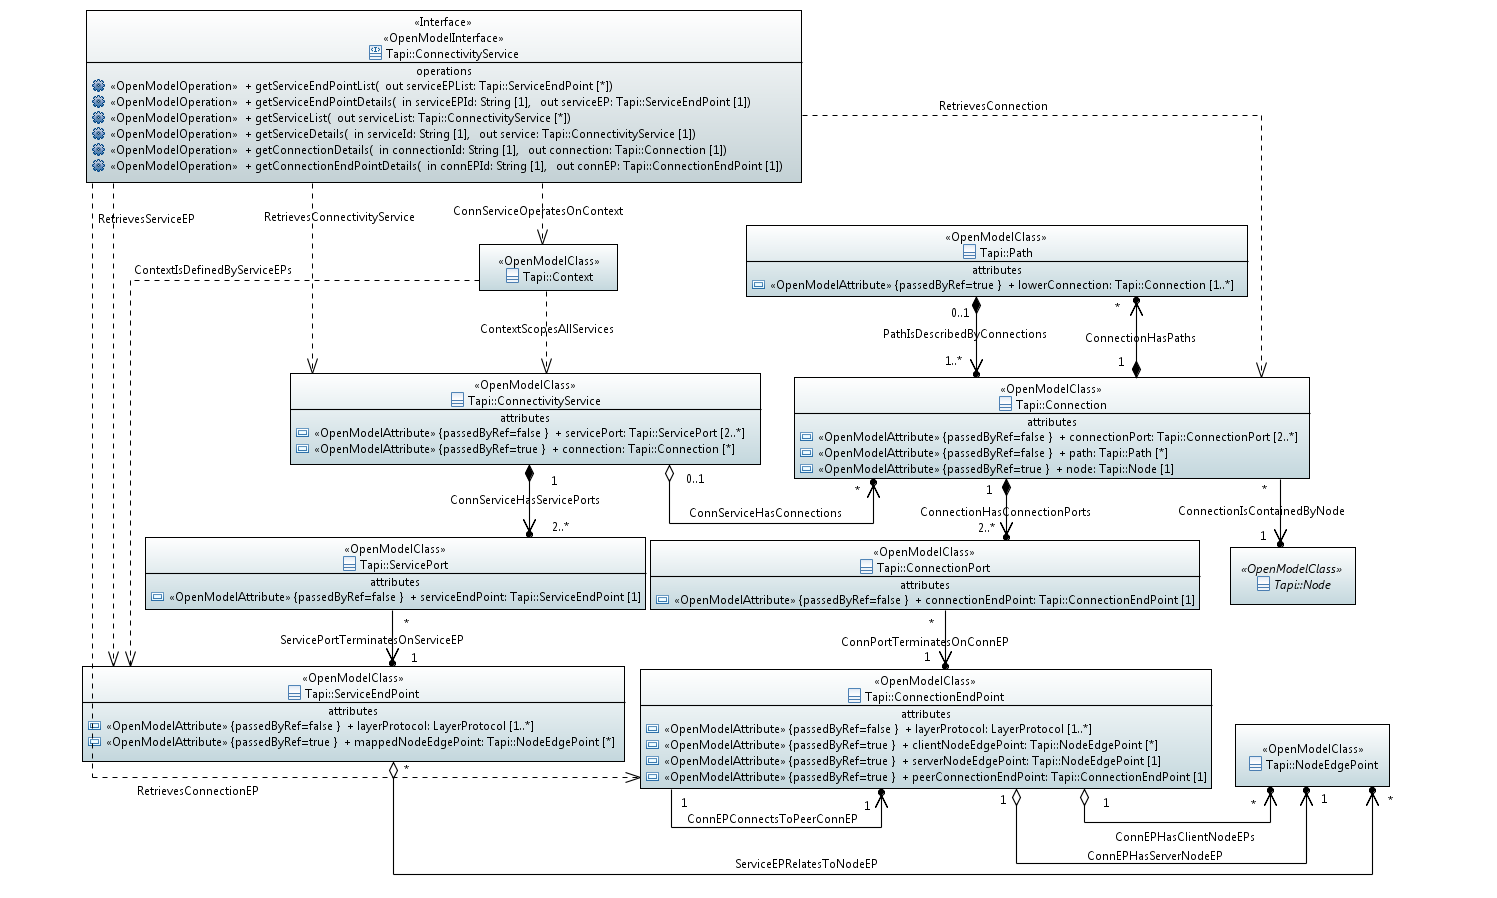 «Interface»
«OpenModelInterface»
Tapi::ConnectivityService
operations
«OpenModelOperation» + getServiceEndPointList( out serviceEPList: Tapi::ServiceEndPoint [*])
«OpenModelOperation» + getServiceEndPointDetails( in serviceEPId: String [1], out serviceEP: Tapi::ServiceEndPoint [1])
«OpenModelOperation» + getServiceList( out serviceList: Tapi::ConnectivityService [*])
«OpenModelOperation» + getServiceDetails( in serviceId: String [1], out service: Tapi::ConnectivityService [1])
«OpenModelOperation» + getConnectionDetails( in connectionId: String [1], out connection: Tapi::Connection [1])
«OpenModelOperation» + getConnectionEndPointDetails( in connEPId: String [1], out connEP: Tapi::ConnectionEndPoint [1])
RetrievesConnection
RetrievesServiceEP
RetrievesConnectivityService
ConnServiceOperatesOnContext
«OpenModelClass»
Tapi::Context
ContextIsDefinedByServiceEPs
ContextScopesAllServices
«OpenModelClass»
Tapi::Path
attributes
«OpenModelAttribute» {passedByRef=true } + lowerConnection: Tapi::Connection [1..*]
0..1
*
PathIsDescribedByConnections
ConnectionHasPaths
1..*
1
«OpenModelClass»
Tapi::ConnectivityService
attributes
«OpenModelAttribute» {passedByRef=false } + servicePort: Tapi::ServicePort [2..*]
«OpenModelAttribute» {passedByRef=true } + connection: Tapi::Connection [*]
«OpenModelClass»
Tapi::Connection
attributes
«OpenModelAttribute» {passedByRef=false } + connectionPort: Tapi::ConnectionPort [2..*]
«OpenModelAttribute» {passedByRef=false } + path: Tapi::Path [*]
«OpenModelAttribute» {passedByRef=true } + node: Tapi::Node [1]
1
ConnServiceHasServicePorts
2..*
0..1
ConnServiceHasConnections
*
1
ConnectionHasConnectionPorts
2..*
*
ConnectionIsContainedByNode
1
«OpenModelClass»
Tapi::ServicePort
attributes
«OpenModelAttribute» {passedByRef=false } + serviceEndPoint: Tapi::ServiceEndPoint [1]
«OpenModelClass»
Tapi::ConnectionPort
attributes
«OpenModelAttribute» {passedByRef=false } + connectionEndPoint: Tapi::ConnectionEndPoint [1]
«OpenModelClass»
Tapi::Node
*
ServicePortTerminatesOnServiceEP
1
*
ConnPortTerminatesOnConnEP
1
«OpenModelClass»
Tapi::ServiceEndPoint
attributes
«OpenModelAttribute» {passedByRef=false } + layerProtocol: LayerProtocol [1..*]
«OpenModelAttribute» {passedByRef=true } + mappedNodeEdgePoint: Tapi::NodeEdgePoint [*]
«OpenModelClass»
Tapi::ConnectionEndPoint
attributes
«OpenModelAttribute» {passedByRef=false } + layerProtocol: LayerProtocol [1..*]
«OpenModelAttribute» {passedByRef=true } + clientNodeEdgePoint: Tapi::NodeEdgePoint [*]
«OpenModelAttribute» {passedByRef=true } + serverNodeEdgePoint: Tapi::NodeEdgePoint [1]
«OpenModelAttribute» {passedByRef=true } + peerConnectionEndPoint: Tapi::ConnectionEndPoint [1]
«OpenModelClass»
Tapi::NodeEdgePoint
*
RetrievesConnectionEP
1
1
ConnEPConnectsToPeerConnEP
1
1
*
1
*
ConnEPHasClientNodeEPs
ConnEPHasServerNodeEP
ServiceEPRelatesToNodeEP